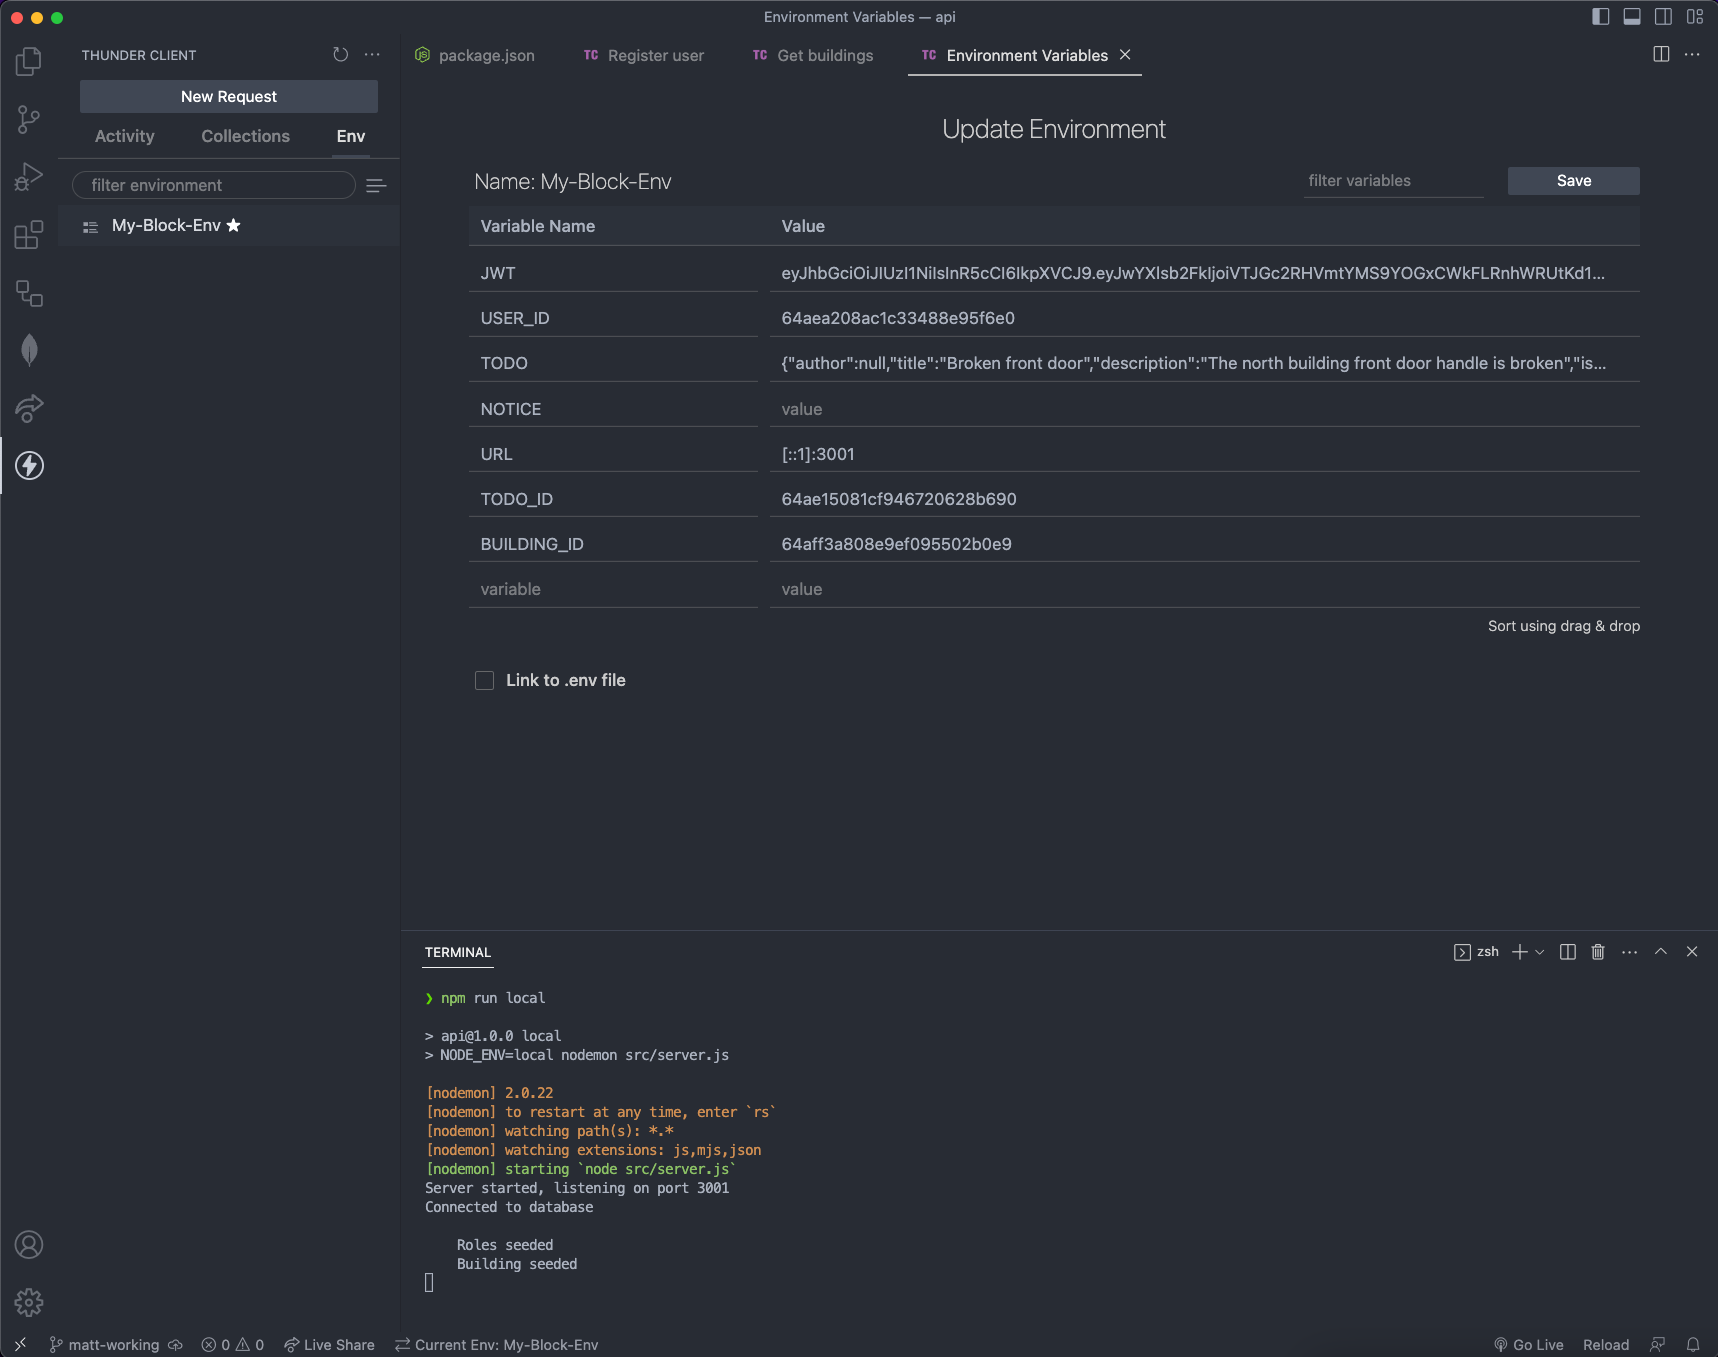 Environment Variables — api
THUNDER CLIENT
New Request
Activity Collections Env
filter environment
My-Block-Env
package.json
TC Register user
TC Get buildings
TC Environment Variables
Update Environment
Name: My-Block-Env
filter variables
Save
Variable Name Value
JWT eyJhbGciOiJIUzI1NiIsInR5cCI6IkpXVCJ9.eyJwYXlsb2FkIjoiVTJGc2RHVmtYMS9YOGxCWkFLRnhWRUtKd1...
USER_ID 64aea208ac1c33488e95f6e0
TODO {"author":null,"title":"Broken front door","description":"The north building front door handle is broken","is...
NOTICE value
URL [::1]:3001
TODO_ID 64ae15081cf946720628b690
BUILDING_ID 64aff3a808e9ef095502b0e9
variable value
Sort using drag & drop
Link to .env file
TERMINAL
zsh
❯ npm run local
> api@1.0.0 local
> NODE_ENV=local nodemon src/server.js
[nodemon] 2.0.22
[nodemon] to restart at any time, enter `rs`
[nodemon] watching path(s): *.*
[nodemon] watching extensions: js,mjs,json
[nodemon] starting `node src/server.js`
Server started, listening on port 3001
Connected to database
Roles seeded
Building seeded
matt-working 0 0 Live Share Current Env: My-Block-Env Go Live Reload